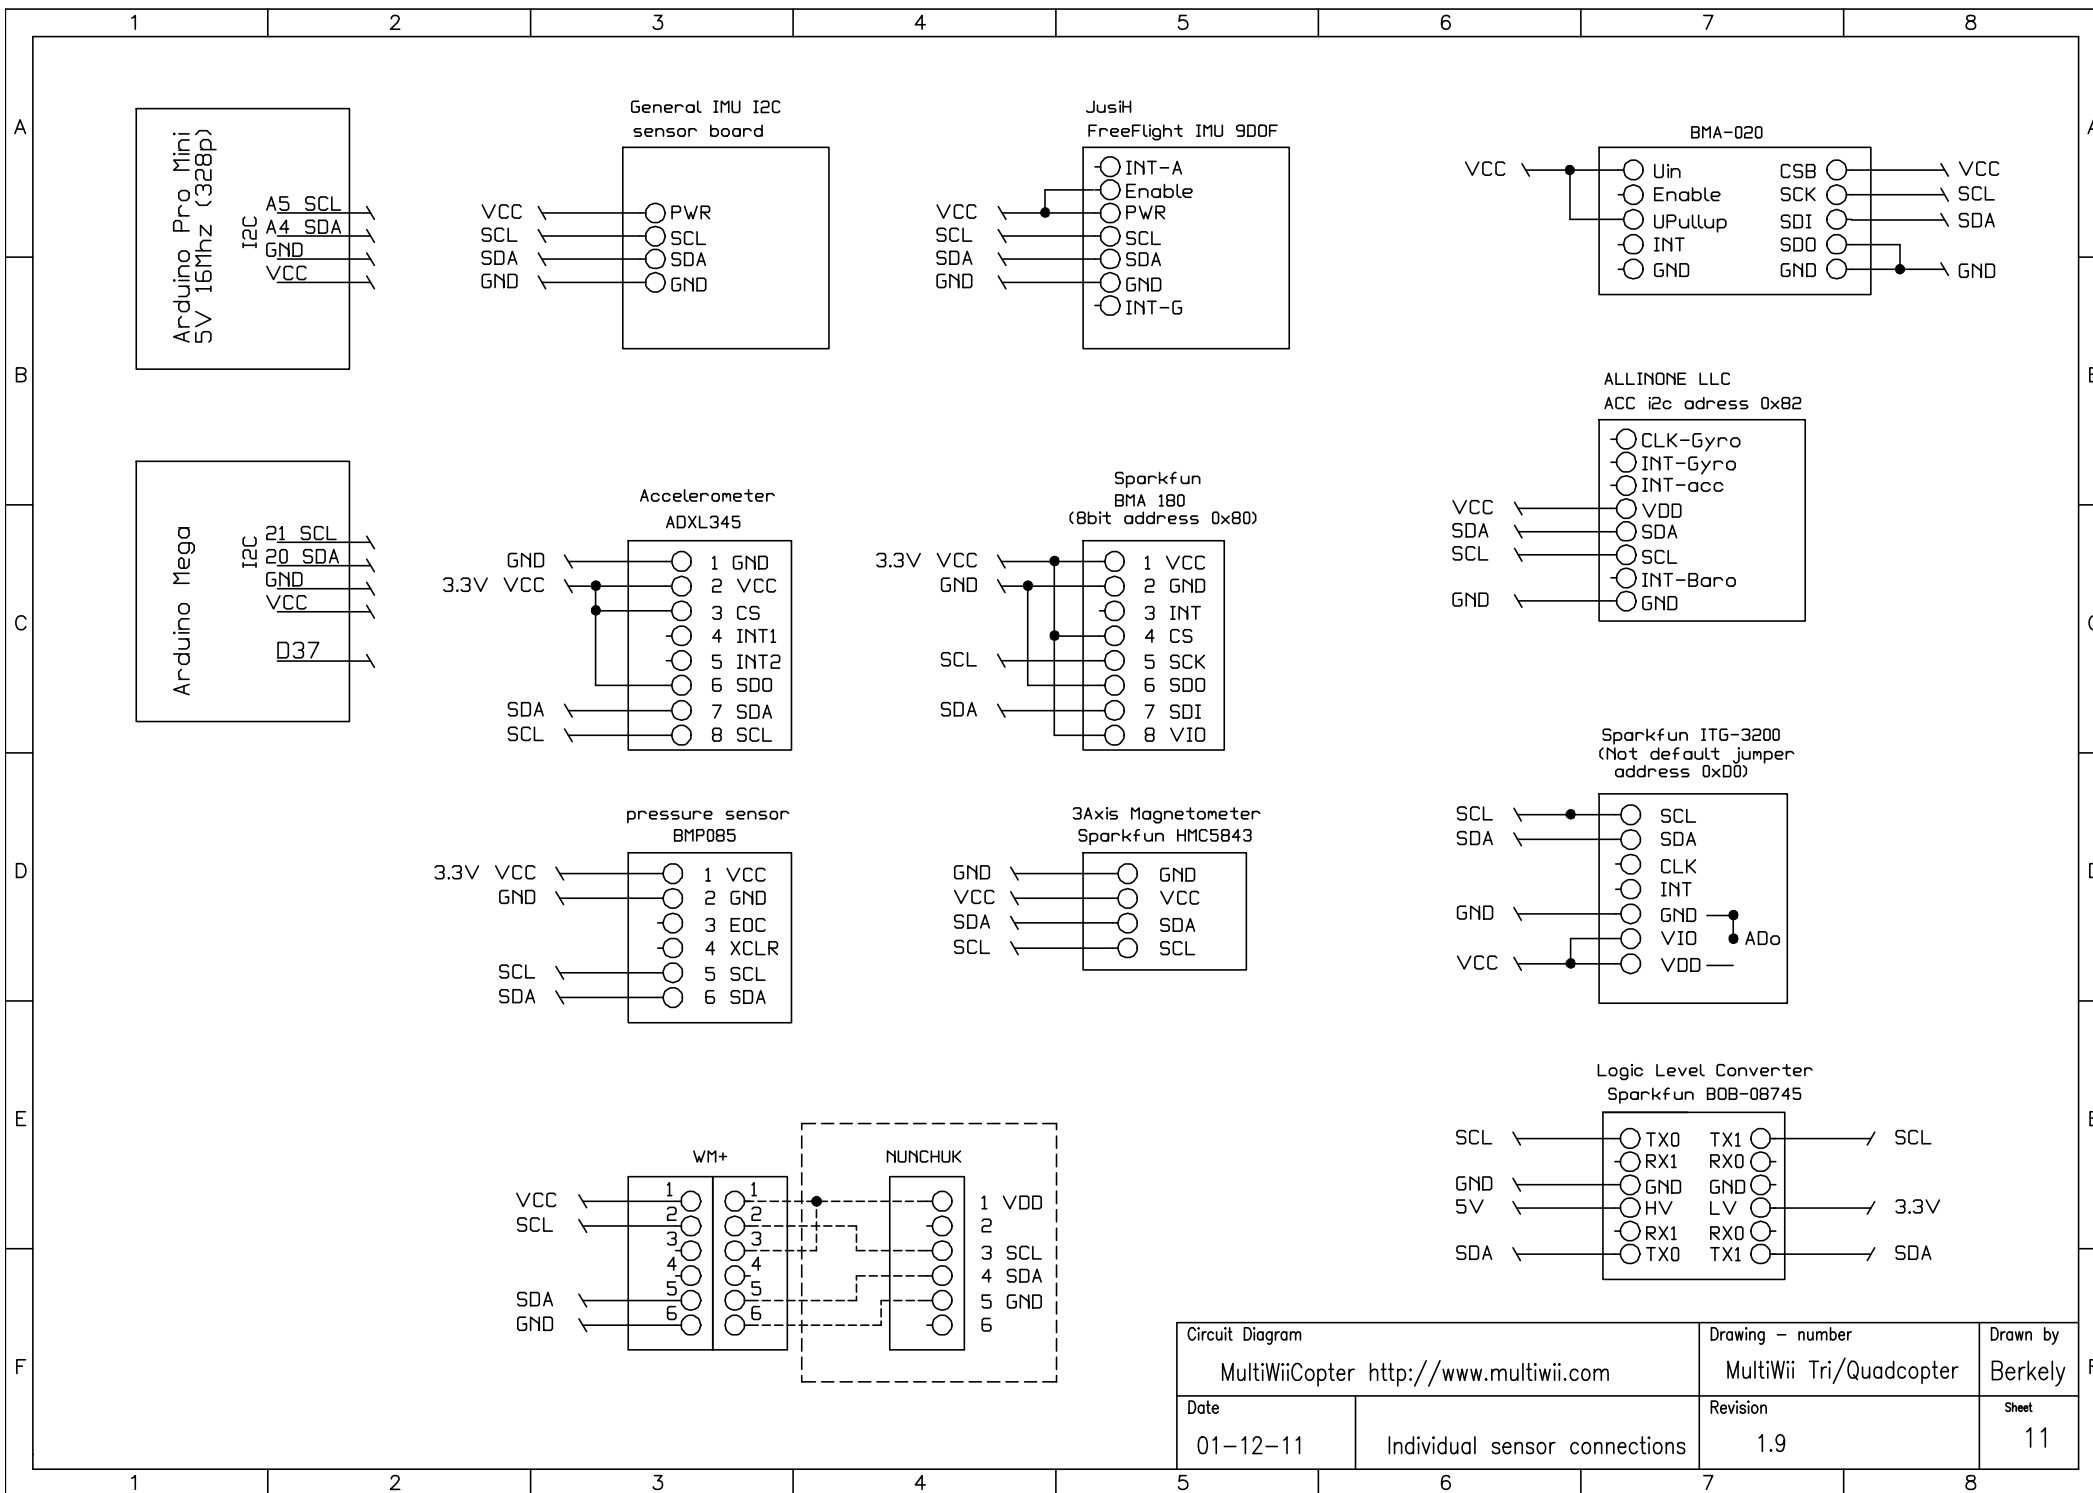 1 2 3 4 5 6 7 8
A
B
C
D
E
F
A
Arduino Pro Mini
5V 16Mhz (328p)
I2C
A5 SCL
A4 SDA
GND
VCC
General IMU I2C
sensor board
VCC
SCL
SDA
GND
PWR
SCL
SDA
GND
JusiH
FreeFlight IMU 9DOF
VCC
SCL
SDA
GND
INT-A
Enable
PWR
SCL
SDA
GND
INT-G
BMA-020
VCC
Uin
Enable
UPullup
INT
GND
CSB
SCK
SDI
SDO
GND
VCC
SCL
SDA
GND
Arduino Mega
I2C
21 SCL
20 SDA
GND
VCC
D37
Accelerometer
ADXL345
GND
3.3V VCC
SDA
SCL
1 GND
2 VCC
3 CS
4 INT1
5 INT2
6 SDO
7 SDA
8 SCL
Sparkfun
BMA 180
(8bit address 0x80)
3.3V VCC
GND
SCL
SDA
1 VCC
2 GND
3 INT
4 CS
5 SCK
6 SDO
7 SDI
8 VIO
ALLINONE LLC
ACC i2c adress 0x82
VCC
SDA
SCL
GND
CLK-Gyro
INT-Gyro
INT-acc
VDD
SDA
SCL
INT-Baro
GND
pressure sensor
BMP085
3.3V VCC
GND
SCL
SDA
1 VCC
2 GND
3 EOC
4 XCLR
5 SCL
6 SDA
3Axis Magnetometer
Sparkfun HMC5843
GND
VCC
SDA
SCL
GND
VCC
SDA
SCL
Sparkfun ITG-3200
(Not default jumper
address 0xD0)
SCL
SDA
GND
VCC
SCL
SDA
CLK
INT
GND
VIO
VDD
ADo
WM+
VCC
SCL
SDA
GND
1
2
3
4
5
6
1
2
3
4
5
6
NUNCHUK
1 VDD
2
3 SCL
4 SDA
5 GND
6
Logic Level Converter
Sparkfun BOB-08745
SCL
GND
5V
SDA
TX0
RX1
GND
HV
RX1
TX0
TX1
RX0
GND
LV
RX0
TX1
SCL
3.3V
SDA
Circuit Diagram
MultiWiiCopter http://www.multiwii.com
Drawing - number
MultiWii Tri/Quadcopter
Drawn by
Berkely
Date
01-12-11
Individual sensor connections
Revision
1.9
Sheet
11
1 2 3 4 5 6 7 8